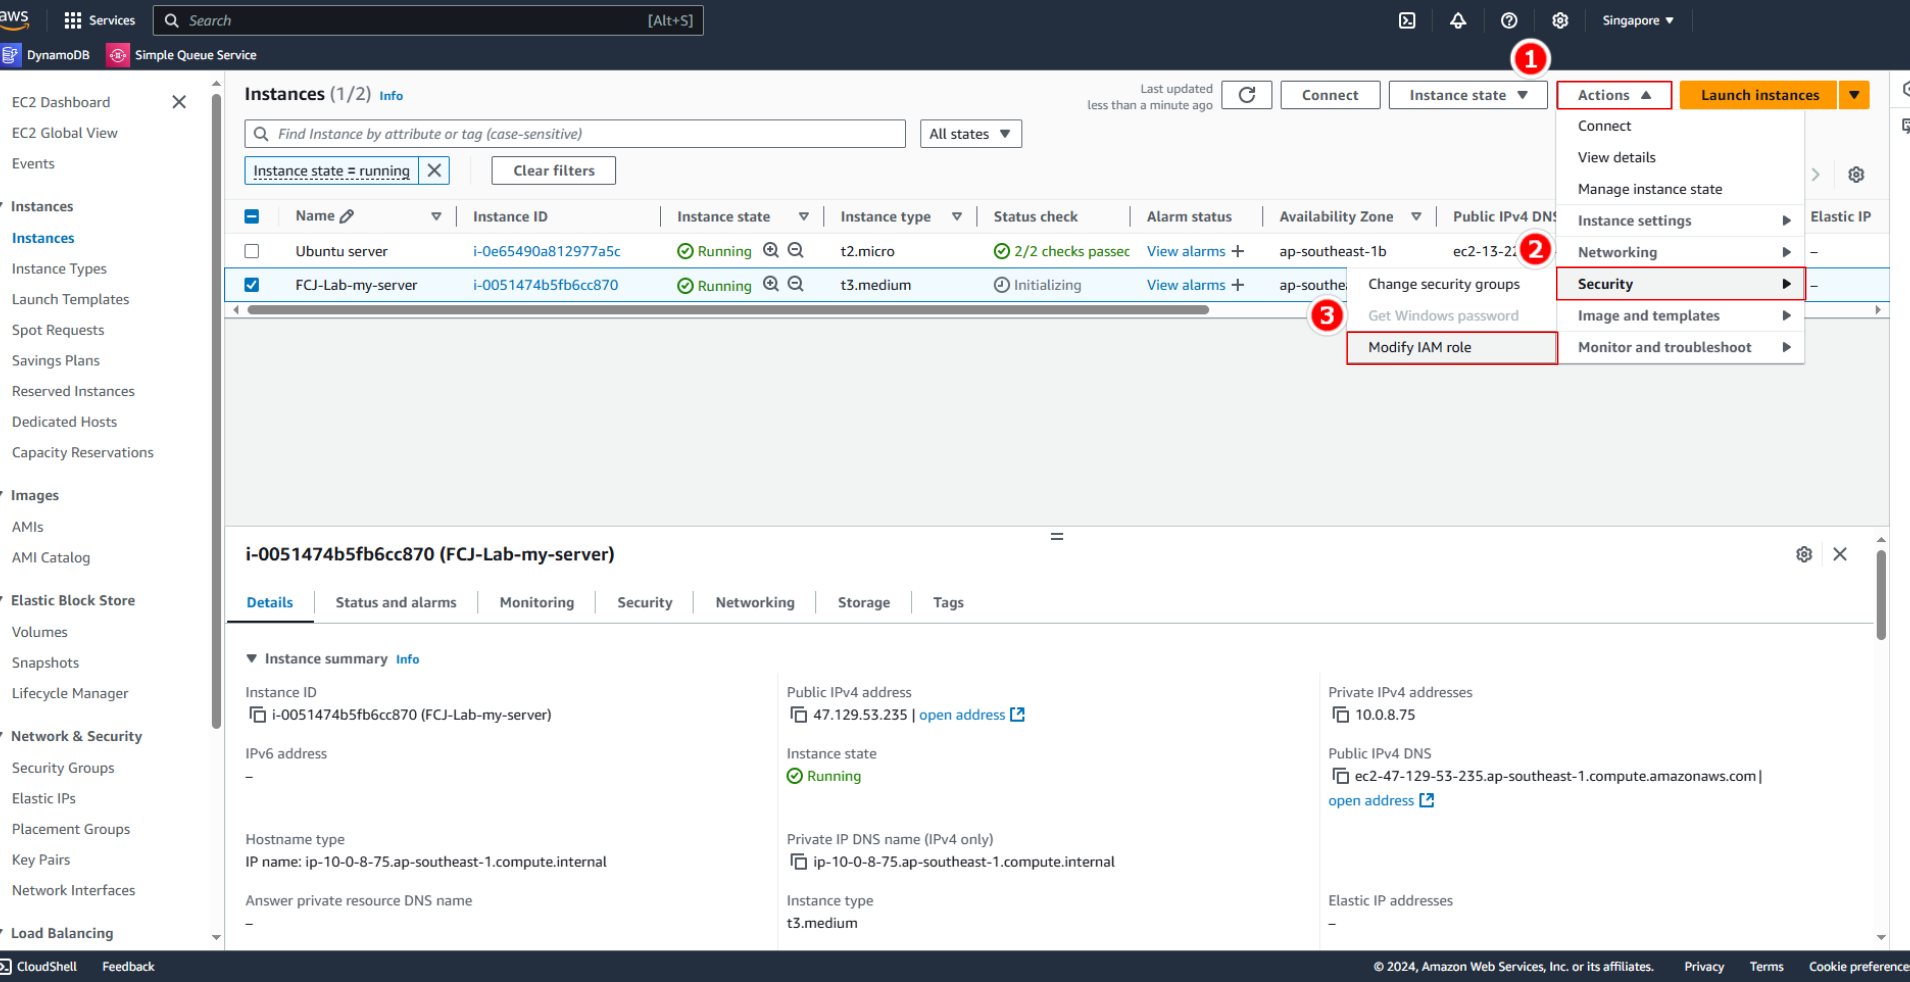 aws
Services
Search
[Alt+S]
Singapore
DynamoDB
Simple Queue Service
EC2 Dashboard
EC2 Global View
Events
Instances
Instances
Instance Types
Launch Templates
Spot Requests
Savings Plans
Reserved Instances
Dedicated Hosts
Capacity Reservations
Images
AMIs
AMI Catalog
Elastic Block Store
Volumes
Snapshots
Lifecycle Manager
Network & Security
Security Groups
Elastic IPs
Placement Groups
Key Pairs
Network Interfaces
Load Balancing
Instances (1/2) Info
Last updated
less than a minute ago
Connect
Instance state
1
Actions
Launch instances
Find Instance by attribute or tag (case-sensitive)
All states
Instance state = running
Clear filters
Connect
View details
Manage instance state
Instance settings
2
Networking
Security
Image and templates
Monitor and troubleshoot
Change security groups
3
Get Windows password
Modify IAM role
Name Instance ID Instance state Instance type Status check Alarm status Availability Zone Public IPv4 DNS Elastic IP
Ubuntu server i-0e65490a812977a5c Running t2.micro 2/2 checks passec View alarms + ap-southeast-1b ec2-13-22 –
FCJ-Lab-my-server i-0051474b5fb6cc870 Running t3.medium Initializing View alarms + ap-southea –
i-0051474b5fb6cc870 (FCJ-Lab-my-server)
Details Status and alarms Monitoring Security Networking Storage Tags
Instance summary Info
Instance ID
i-0051474b5fb6cc870 (FCJ-Lab-my-server)
Public IPv4 address
47.129.53.235 | open address
Private IPv4 addresses
10.0.8.75
IPv6 address
–
Instance state
Running
Public IPv4 DNS
ec2-47-129-53-235.ap-southeast-1.compute.amazonaws.com |
open address
Hostname type
IP name: ip-10-0-8-75.ap-southeast-1.compute.internal
Private IP DNS name (IPv4 only)
ip-10-0-8-75.ap-southeast-1.compute.internal
Answer private resource DNS name
–
Instance type
t3.medium
Elastic IP addresses
–
CloudShell
Feedback
© 2024, Amazon Web Services, Inc. or its affiliates.
Privacy
Terms
Cookie preference